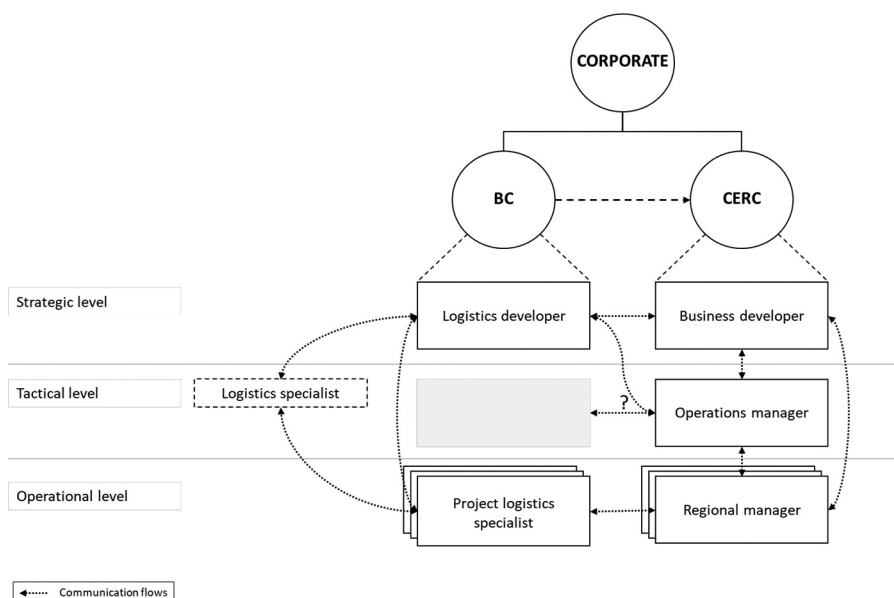 CORPORATE
BC
CERC
Strategic level
Logistics developer
Business developer
Tactical level
Logistics specialist
?
Operations manager
Operational level
Project logistics
specialist
Regional manager
Communication flows